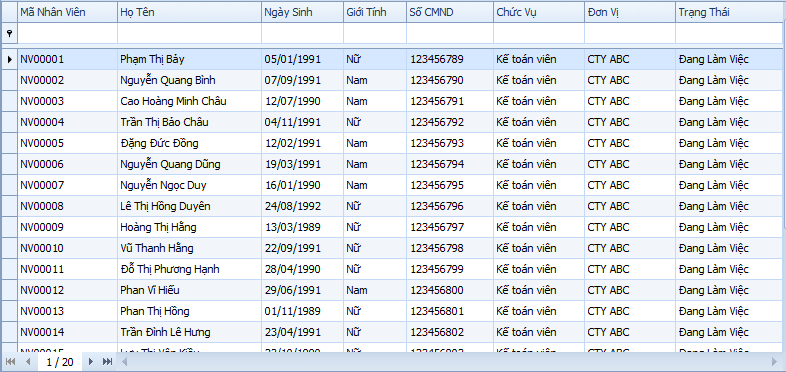 Mã Nhân Viên Họ Tên Ngày Sinh Giới Tính Số CMND Chức Vụ Đơn Vị Trạng Thái
NV00001 Phạm Thị Bảy 05/01/1991 Nữ 123456789 Kế toán viên CTY ABC Đang Làm Việc
NV00002 Nguyễn Quang Bình 07/09/1991 Nam 123456790 Kế toán viên CTY ABC Đang Làm Việc
NV00003 Cao Hoàng Minh Châu 12/07/1990 Nam 123456791 Kế toán viên CTY ABC Đang Làm Việc
NV00004 Trần Thị Bảo Châu 04/11/1991 Nữ 123456792 Kế toán viên CTY ABC Đang Làm Việc
NV00005 Đặng Đức Đồng 12/02/1991 Nam 123456793 Kế toán viên CTY ABC Đang Làm Việc
NV00006 Nguyễn Quang Dũng 19/03/1991 Nam 123456794 Kế toán viên CTY ABC Đang Làm Việc
NV00007 Nguyễn Ngọc Duy 16/01/1990 Nam 123456795 Kế toán viên CTY ABC Đang Làm Việc
NV00008 Lê Thị Hồng Duyên 24/08/1992 Nữ 123456796 Kế toán viên CTY ABC Đang Làm Việc
NV00009 Hoàng Thị Hằng 13/03/1989 Nữ 123456797 Kế toán viên CTY ABC Đang Làm Việc
NV00010 Vũ Thanh Hằng 22/09/1991 Nữ 123456798 Kế toán viên CTY ABC Đang Làm Việc
NV00011 Đỗ Thị Phương Hạnh 28/04/1990 Nữ 123456799 Kế toán viên CTY ABC Đang Làm Việc
NV00012 Phan Vĩ Hiếu 29/06/1991 Nam 123456800 Kế toán viên CTY ABC Đang Làm Việc
NV00013 Phan Thị Hồng 01/11/1989 Nữ 123456801 Kế toán viên CTY ABC Đang Làm Việc
NV00014 Trần Đình Lê Hưng 23/04/1991 Nữ 123456802 Kế toán viên CTY ABC Đang Làm Việc
1 / 20